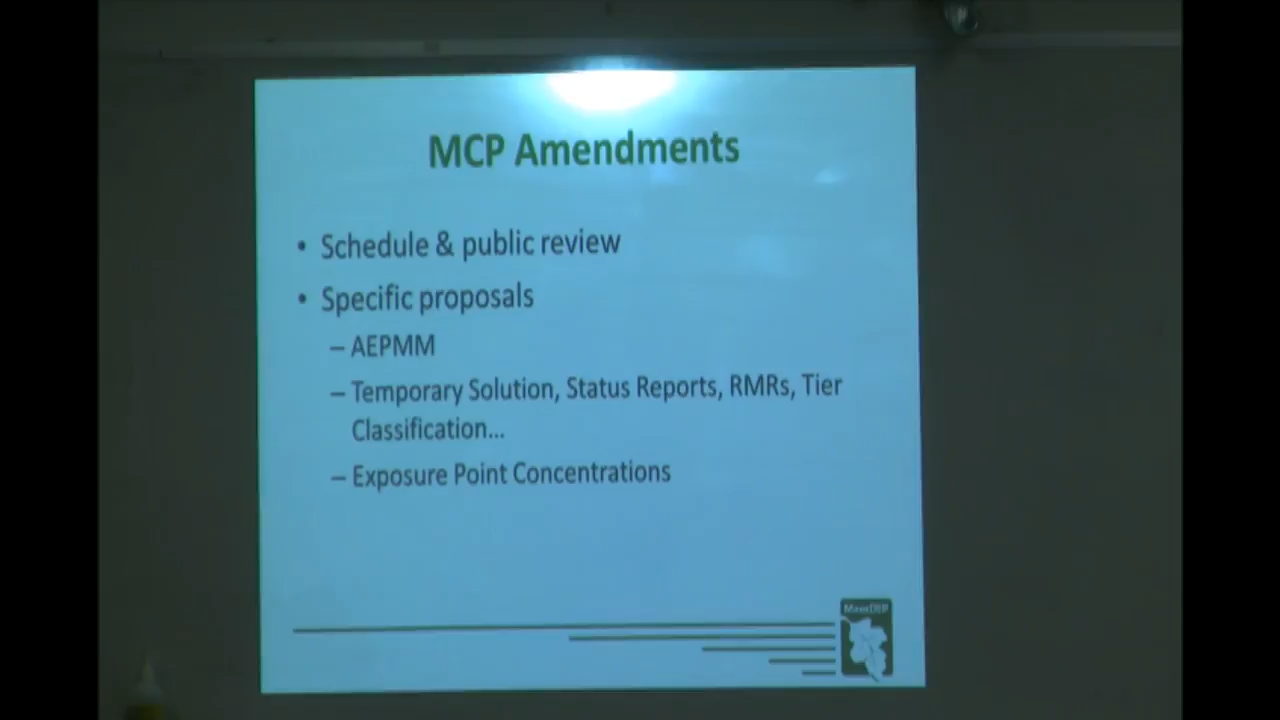 MCP Amendments
• Schedule & public review
• Specific proposals
– AEPMM
– Temporary Solution, Status Reports, RMRs, Tier
Classification...
– Exposure Point Concentrations
MassDEP